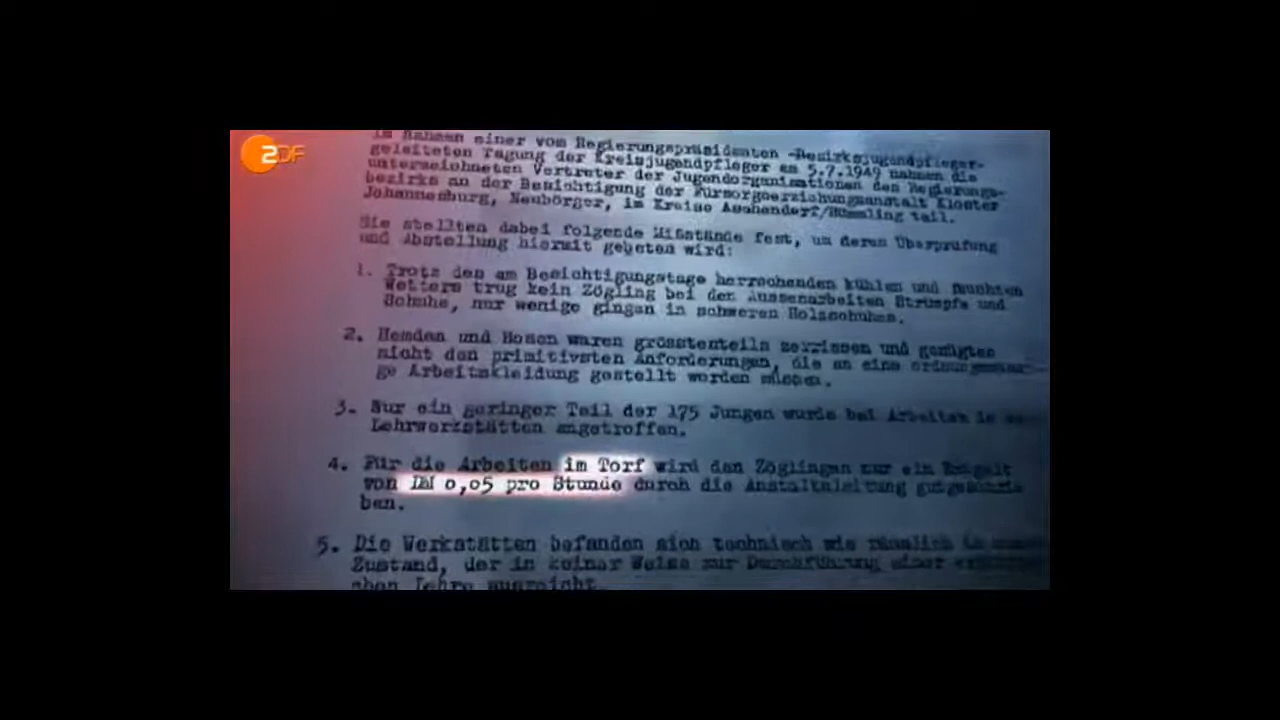 ZDF
im Rahmen einer vom Regierungspräsidenten -Bezirksjugendpfleger-
geleiteten Tagung der Kreisjugendpfleger am 5.7.1949 nahmen die
unterzeichneten Vertreter der Jugendorganisationen des Regierungs-
bezirks an der Besichtigung der Fürsorgeerziehungsanstalt Kloster
Johannesburg, Neubörger, im Kreise Aschendorf/Hümmling teil.
Sie stellten dabei folgende Mißstände fest, um deren Überprüfung
und Abstellung hiermit gebeten wird:
1. Trotz des am Besichtigungstage herrschenden kühlen und feuchten
Wetters trug kein Zögling bei den Aussenarbeiten Strümpfe und
Schuhe, nur wenige gingen in schweren Holzschuhen.
2. Hemden und Hosen waren grösstenteils zerrissen und genügten
nicht den primitivsten Anforderungen, die an eine
ge Arbeitskleidung gestellt werden müssen.
3. Nur ein geringer Teil der 175 Jungen wurde bei Arbeiten in
Lehrwerkstätten angetroffen.
4. Für die Arbeiten im Torf wird den Zöglingen nur ein Entgelt
von DM 0,05 pro Stunde durch die Anstaltsleitung
ben.
5. Die Werkstätten befanden sich technisch wie räumlich in
Zustand, der in keiner Weise zur Durchführung einer
chen Lehre ausreicht.